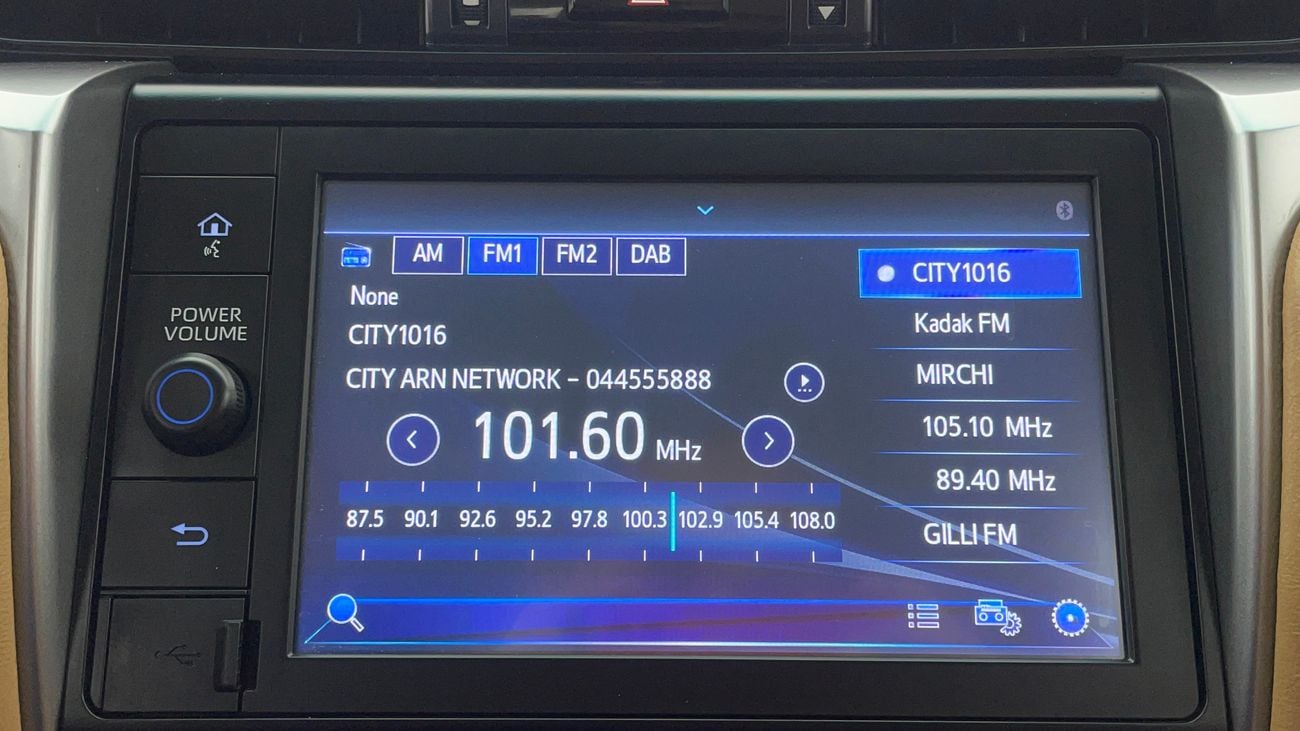 POWER
VOLUME
AM FM1 FM2 DAB
None
CITY1016
CITY ARN NETWORK - 044555888
101.60 MHz
87.5 90.1 92.6 95.2 97.8 100.3 102.9 105.4 108.0
CITY1016
Kadak FM
MIRCHI
105.10 MHz
89.40 MHz
GILLI FM